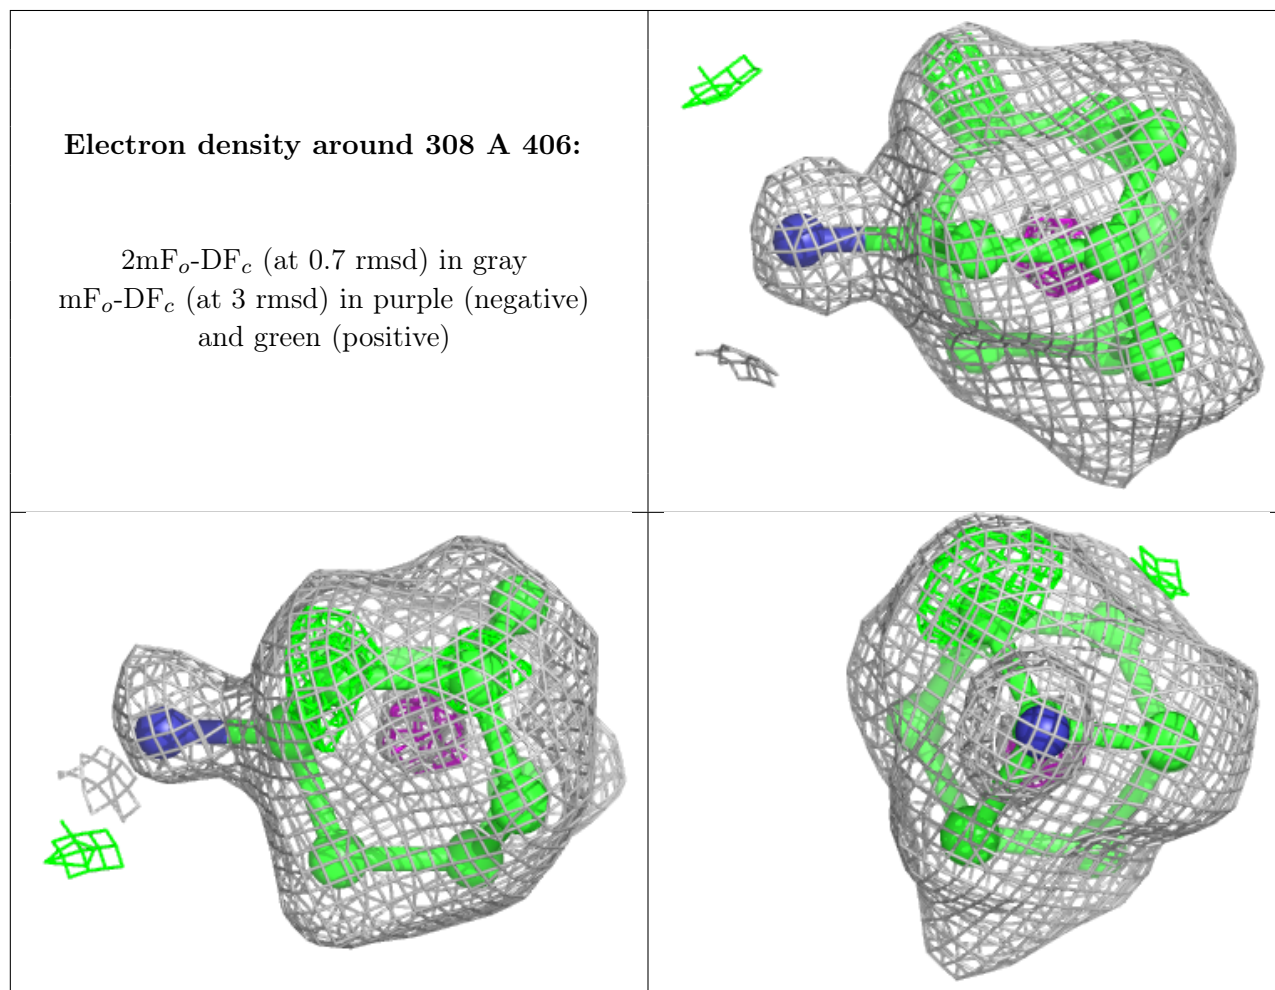 Electron density around 308 A 406:
2mFo-DFc (at 0.7 rmsd) in gray
mFo-DFc (at 3 rmsd) in purple (negative)
and green (positive)